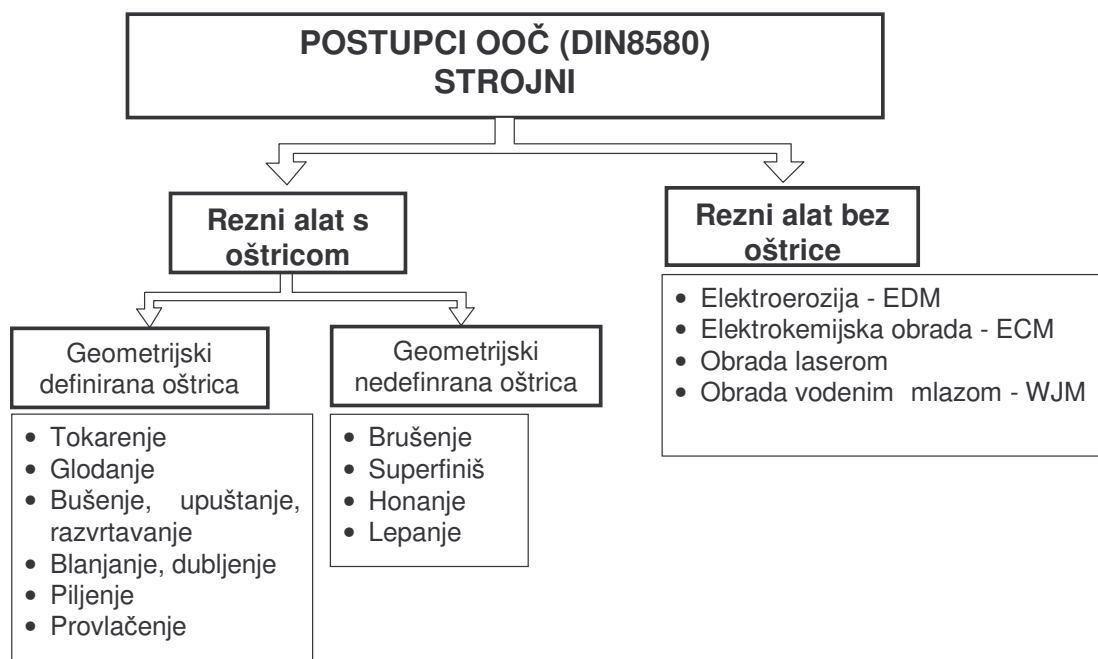 POSTUPCI OOČ (DIN8580)
STROJNI
Rezni alat s
oštricom
Rezni alat bez
oštrice
• Elektroerozija - EDM
• Elektrokemijska obrada - ECM
• Obrada laserom
• Obrada vodenim mlazom - WJM
Geometrijski
definirana oštrica
Geometrijski
nedefinrana oštrica
• Tokarenje
• Glodanje
• Bušenje, upuštanje,
razvrtavanje
• Blanjanje, dubljenje
• Piljenje
• Provlačenje
• Brušenje
• Superfiniš
• Honanje
• Lepanje